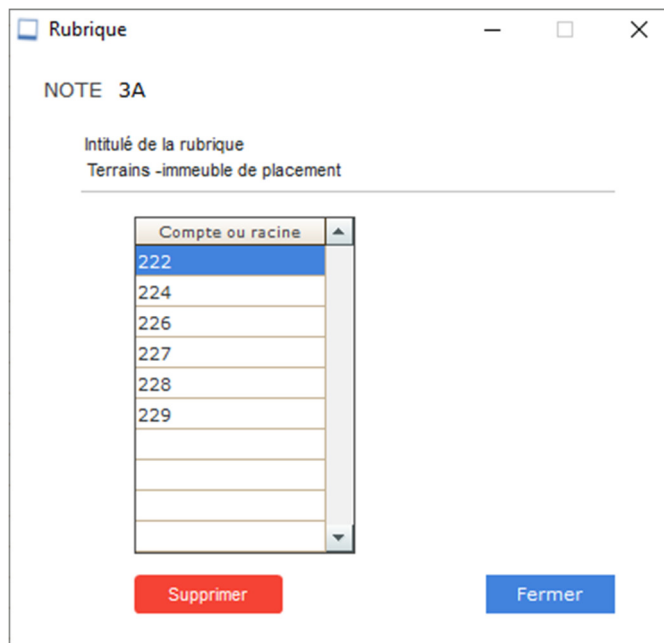 Rubrique
NOTE 3A
Intitulé de la rubrique
Terrains -immeuble de placement
Compte ou racine
222
224
226
227
228
229
Supprimer
Fermer